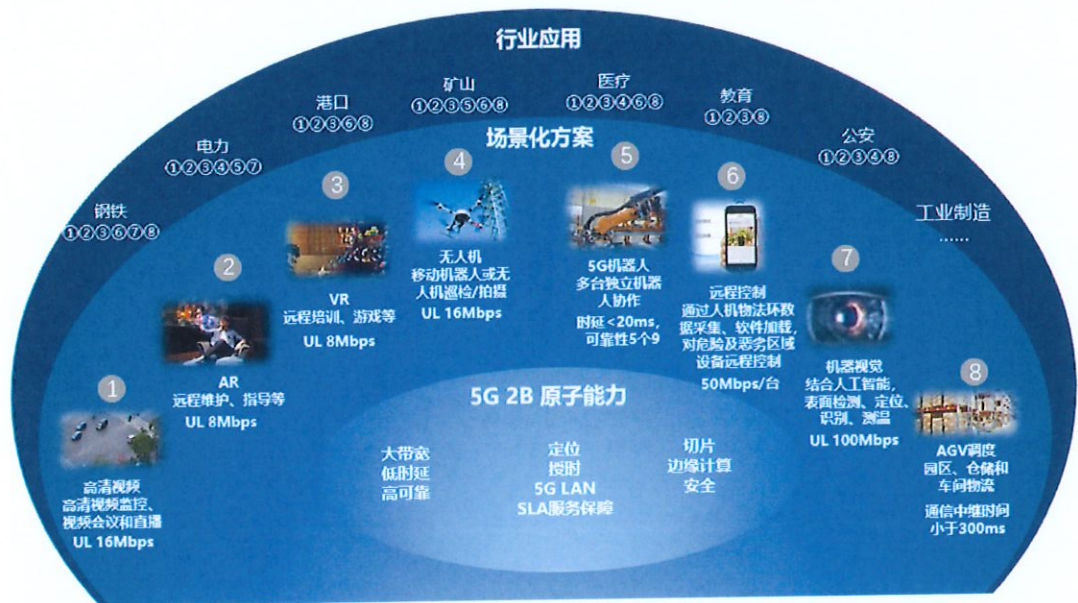 行业应用
钢铁
①②③⑥⑦⑧
电力
①②③④⑤⑦
港口
①②③⑥⑧
矿山
①②③⑤⑥⑧
医疗
①②③④⑥⑧
教育
①②③⑧
公安
①②③④⑧
工业制造
……
场景化方案
1
高清视频
高清视频监控、
视频会议和直播
UL 16Mbps
2
AR
远程维护、指导等
UL 8Mbps
3
VR
远程培训、游戏等
UL 8Mbps
4
无人机
移动机器人或无
人机巡检/拍摄
UL 16Mbps
5
5G机器人
多台独立机器
人协作
时延<20ms,
可靠性5个9
6
远程控制
通过人机物法环数
据采集、软件加载,
对危险及恶劣区域
设备远程控制
50Mbps/台
7
机器视觉
结合人工智能,
表面检测、定位、
识别、测温
UL 100Mbps
8
AGV调度
园区、仓储和
车间物流
通信中继时间
小于300ms
5G 2B 原子能力
大带宽
低时延
高可靠
定位
授时
5G LAN
SLA服务保障
切片
边缘计算
安全